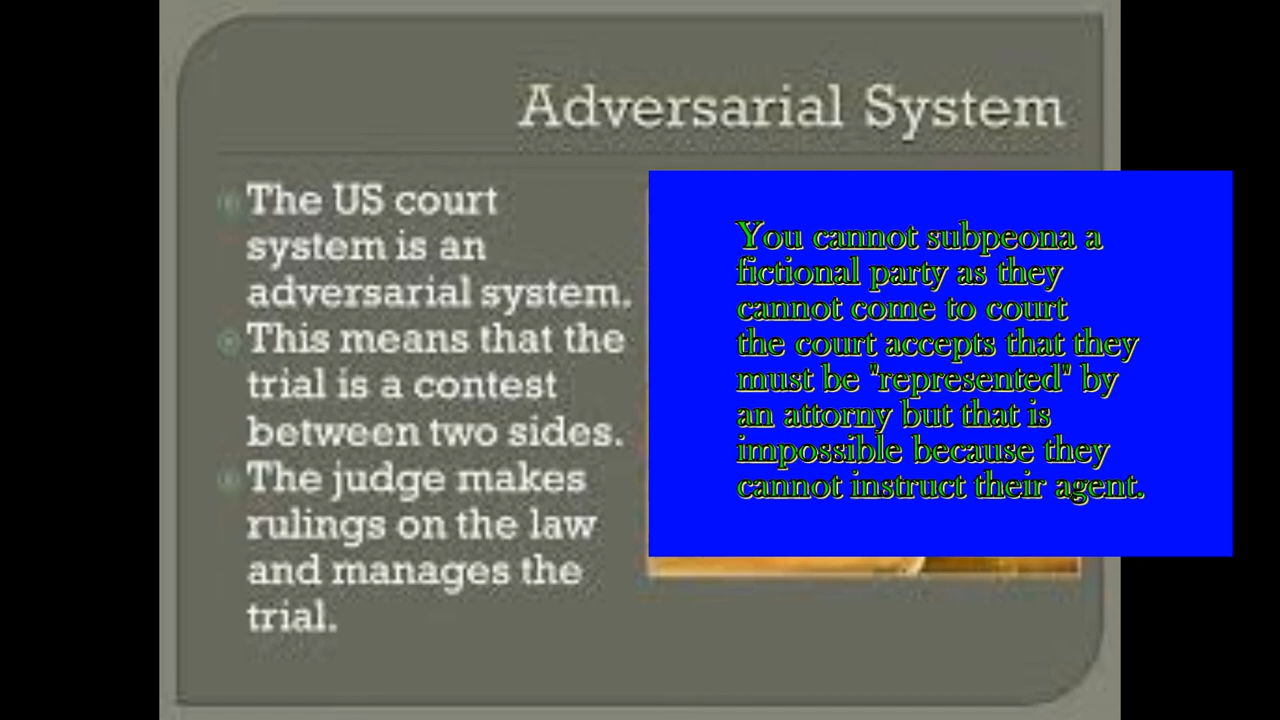 Adversarial System
The US court
system is an
adversarial system.
This means that the
trial is a contest
between two sides.
The judge makes
rulings on the law
and manages the
trial.
You cannot subpeona a
fictional party as they
cannot come to court
the court accepts that they
must be "represented" by
an attorny but that is
impossible because they
cannot instruct their agent.